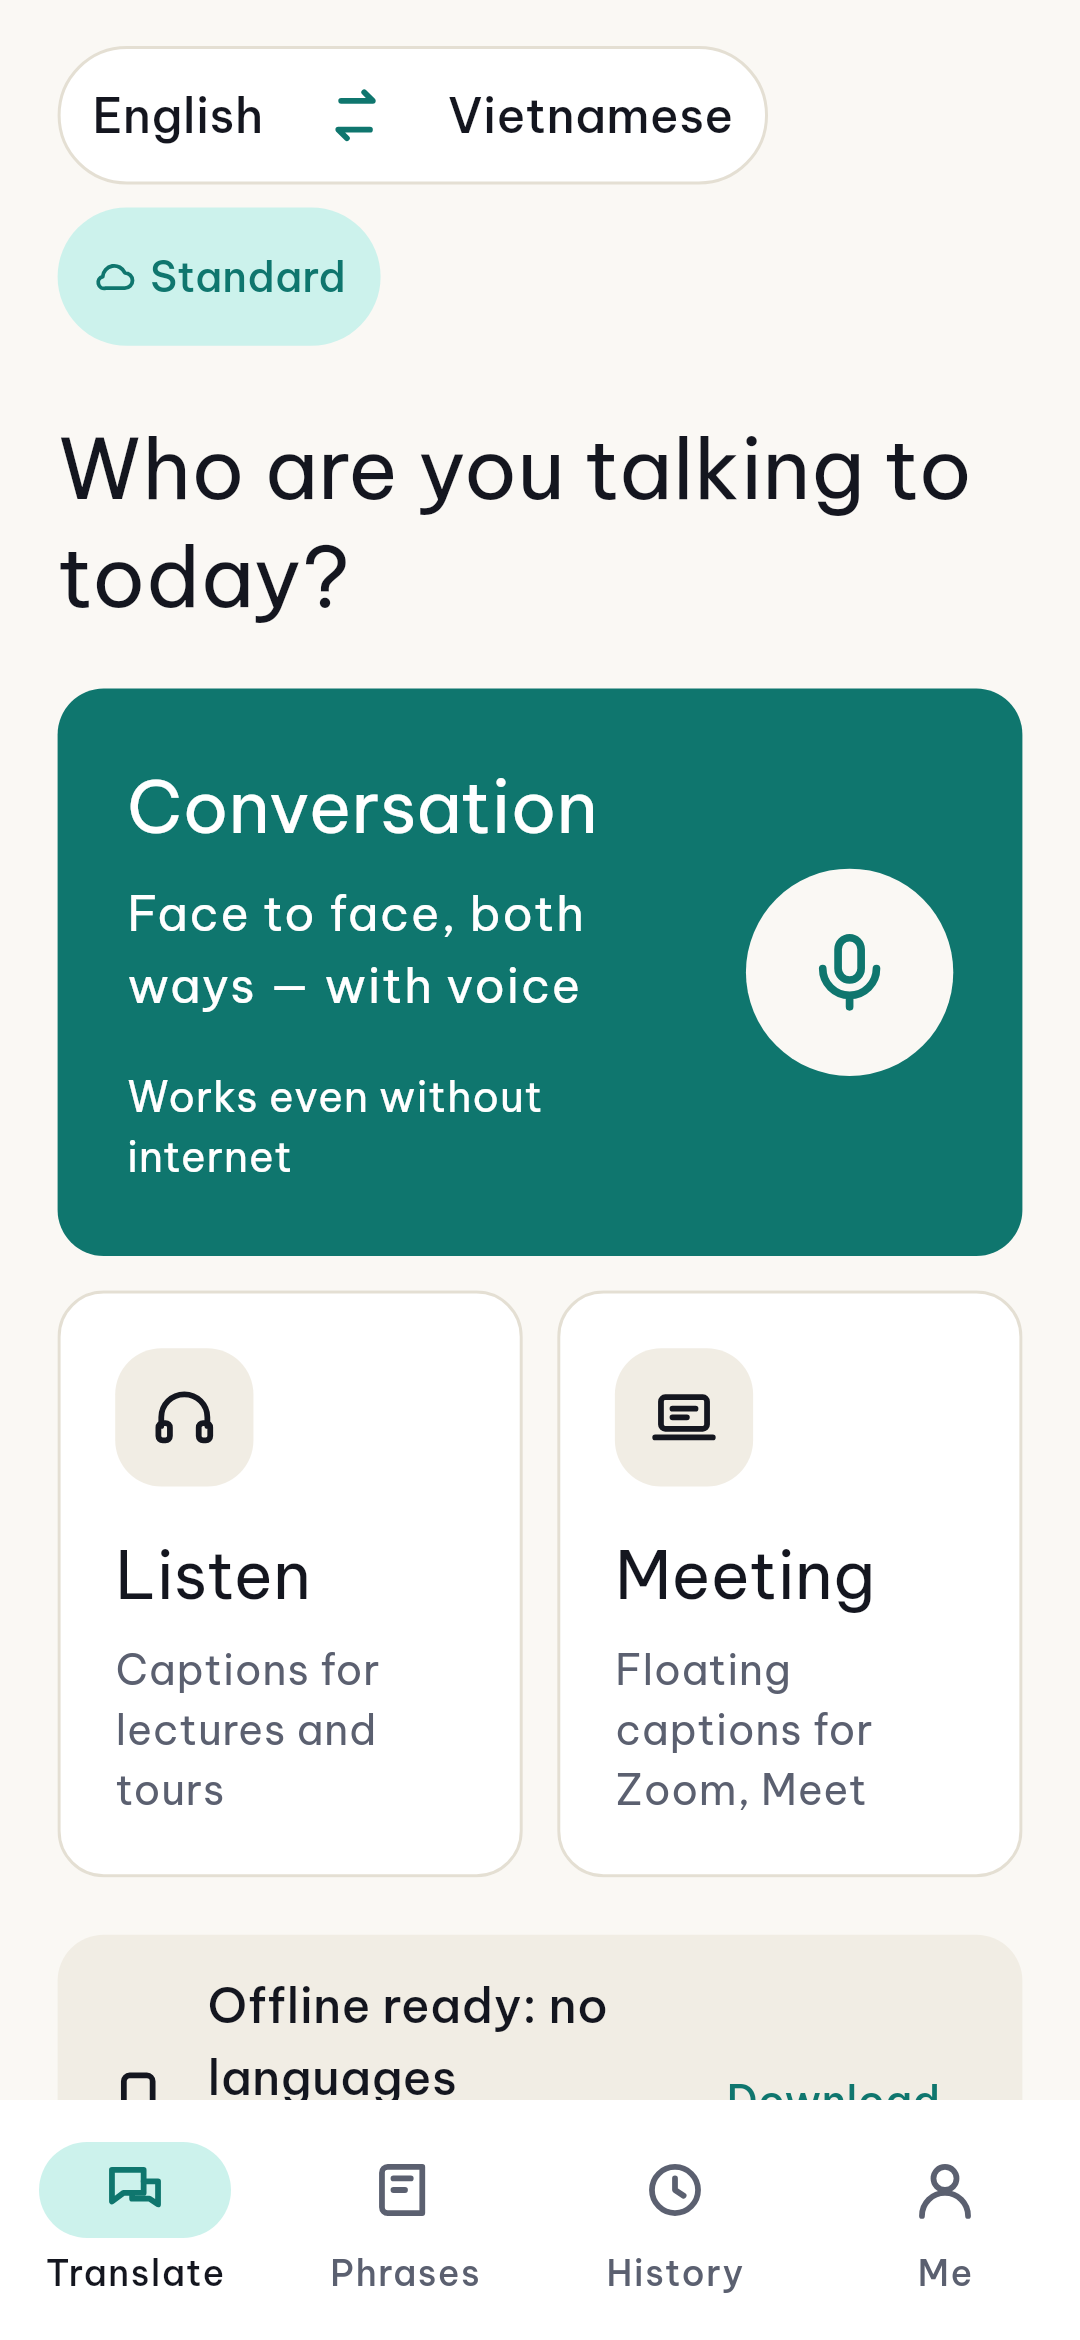 English
Vietnamese
Standard
Who are you talking to
today?
Conversation
Face to face, both
ways — with voice
Works even without
internet
Listen
Captions for
lectures and
tours
Meeting
Floating
captions for
Zoom, Meet
Offline ready: no
languages
Download
Translate
Phrases
History
Me